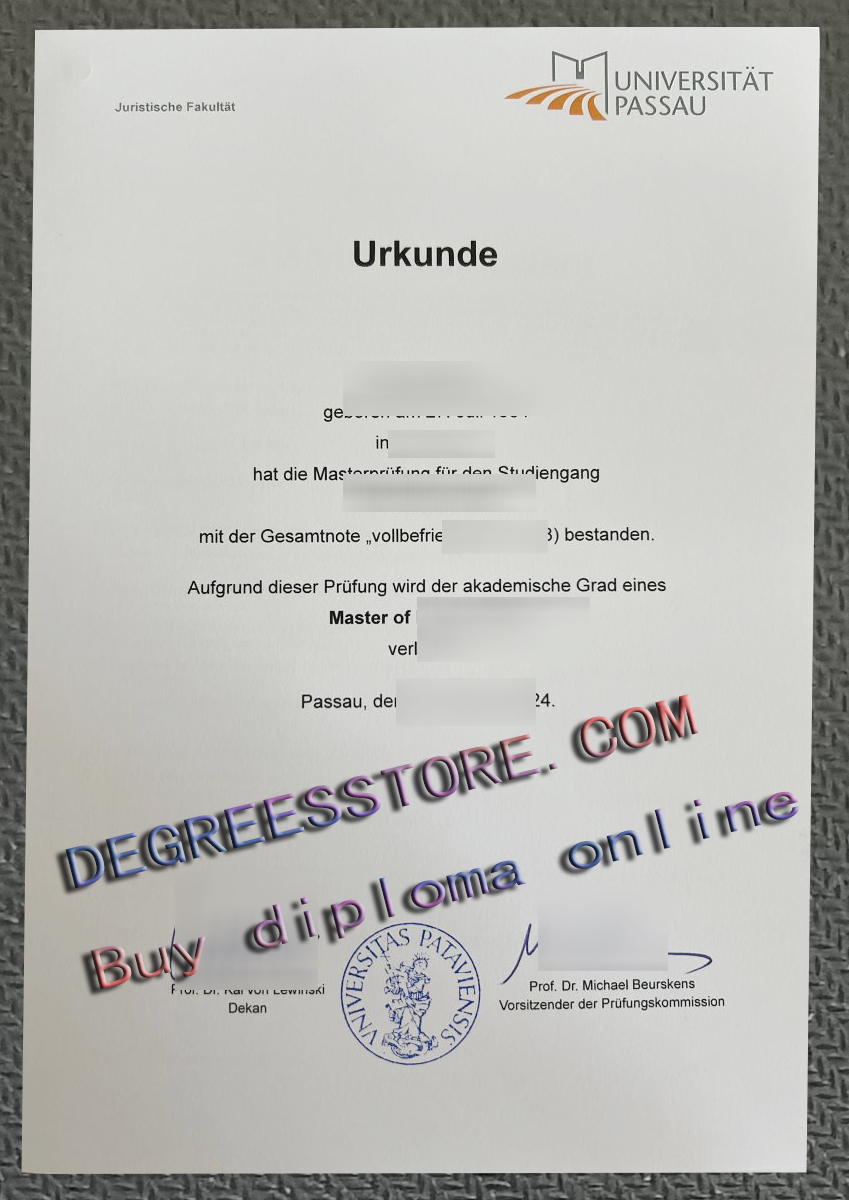 Juristische Fakultät
UNIVERSITÄT
PASSAU
Urkunde
in
hat die Masterprüfung für den Studiengang
mit der Gesamtnote „vollbefrie 3) bestanden.
Aufgrund dieser Prüfung wird der akademische Grad eines
Master of
verl
Passau, den 24.
DEGREESSTORE.COM
Buy diploma online
Prof. Dr. Kai von Lewinski
Dekan
UNIVERSITAS PATAVIENSIS
Prof. Dr. Michael Beurskens
Vorsitzender der Prüfungskommission